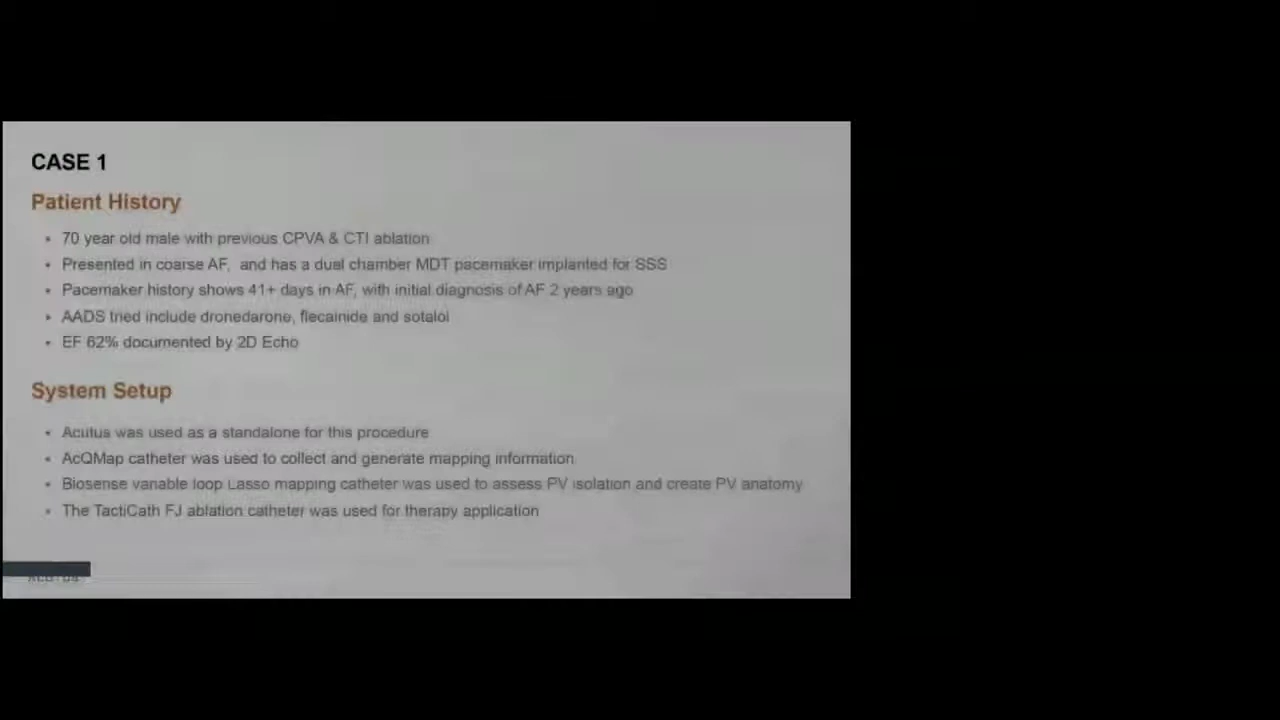 CASE 1
Patient History
• 70 year old male with previous CPVA & CTI ablation
• Presented in coarse AF, and has a dual chamber MDT pacemaker implanted for SSS
• Pacemaker history shows 41+ days in AF, with initial diagnosis of AF 2 years ago
• AADS tried include dronedarone, flecainide and sotalol
• EF 62% documented by 2D Echo
System Setup
• Acutus was used as a standalone for this procedure
• AcQMap catheter was used to collect and generate mapping information
• Biosense variable loop Lasso mapping catheter was used to assess PV isolation and create PV anatomy
• The TactiCath FJ ablation catheter was used for therapy application